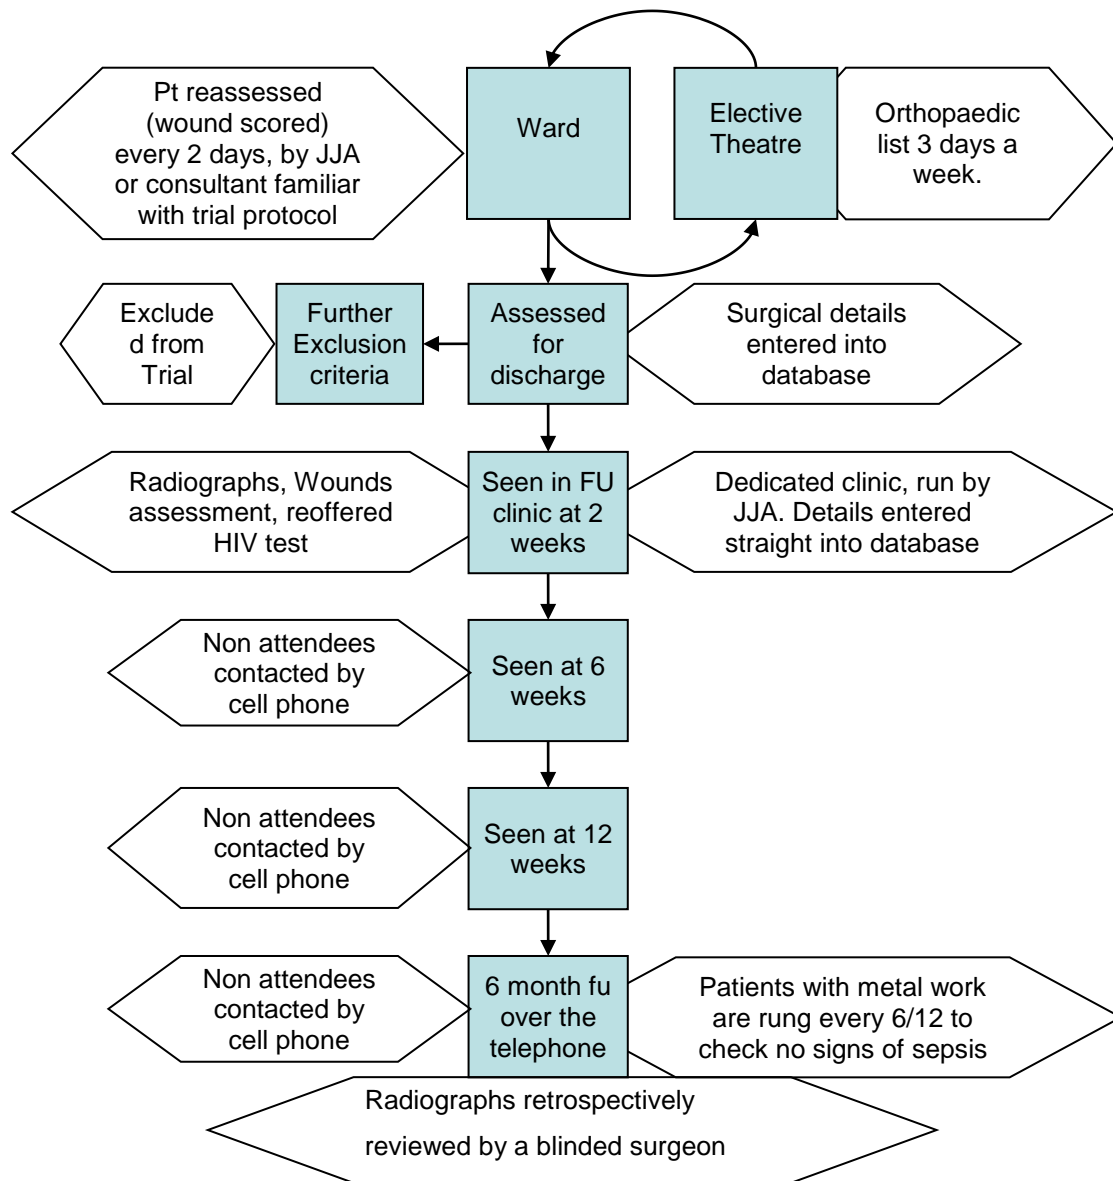 Pt reassessed
(wound scored)
every 2 days, by JJA
or consultant familiar
with trial protocol
Ward
Elective
Theatre
Orthopaedic
list 3 days a
week.
Exclude
d from
Trial
Further
Exclusion
criteria
Assessed
for
discharge
Surgical details
entered into
database
Radiographs, Wounds
assessment, reoffered
HIV test
Seen in FU
clinic at 2
weeks
Dedicated clinic, run by
JJA. Details entered
straight into database
Non attendees
contacted by
cell phone
Seen at 6
weeks
Non attendees
contacted by
cell phone
Seen at 12
weeks
Non attendees
contacted by
cell phone
6 month fu
over the
telephone
Patients with metal work
are rung every 6/12 to
check no signs of sepsis
Radiographs retrospectively
reviewed by a blinded surgeon